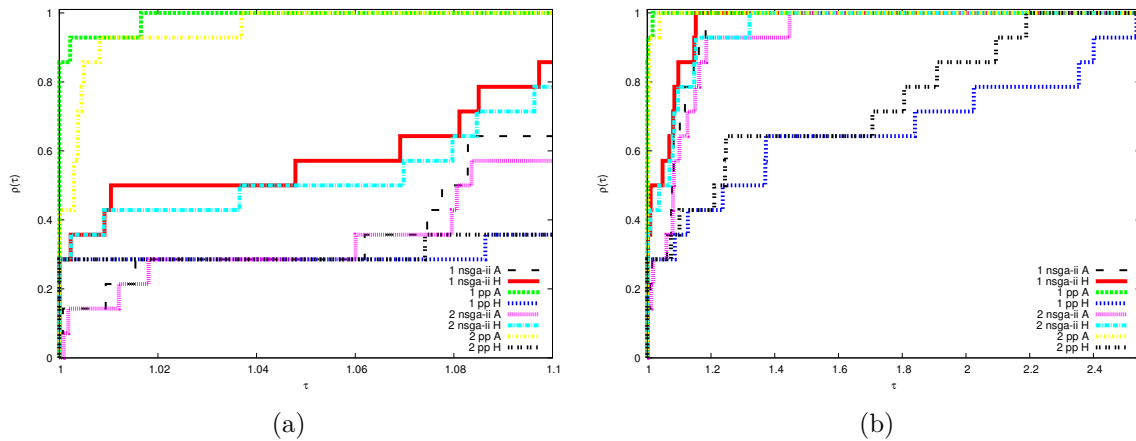 1
0.8
0.6
0.4
0.2
0
ρ(τ)
1 nsga-ii A
1 nsga-ii H
1 pp A
1 pp H
2 nsga-ii A
2 nsga-ii H
2 pp A
2 pp H
1 1.02 1.04 1.06 1.08 1.1
τ
(a)
1
0.8
0.6
0.4
0.2
0
ρ(τ)
1 nsga-ii A
1 nsga-ii H
1 pp A
1 pp H
2 nsga-ii A
2 nsga-ii H
2 pp A
2 pp H
1 1.2 1.4 1.6 1.8 2 2.2 2.4
τ
(b)